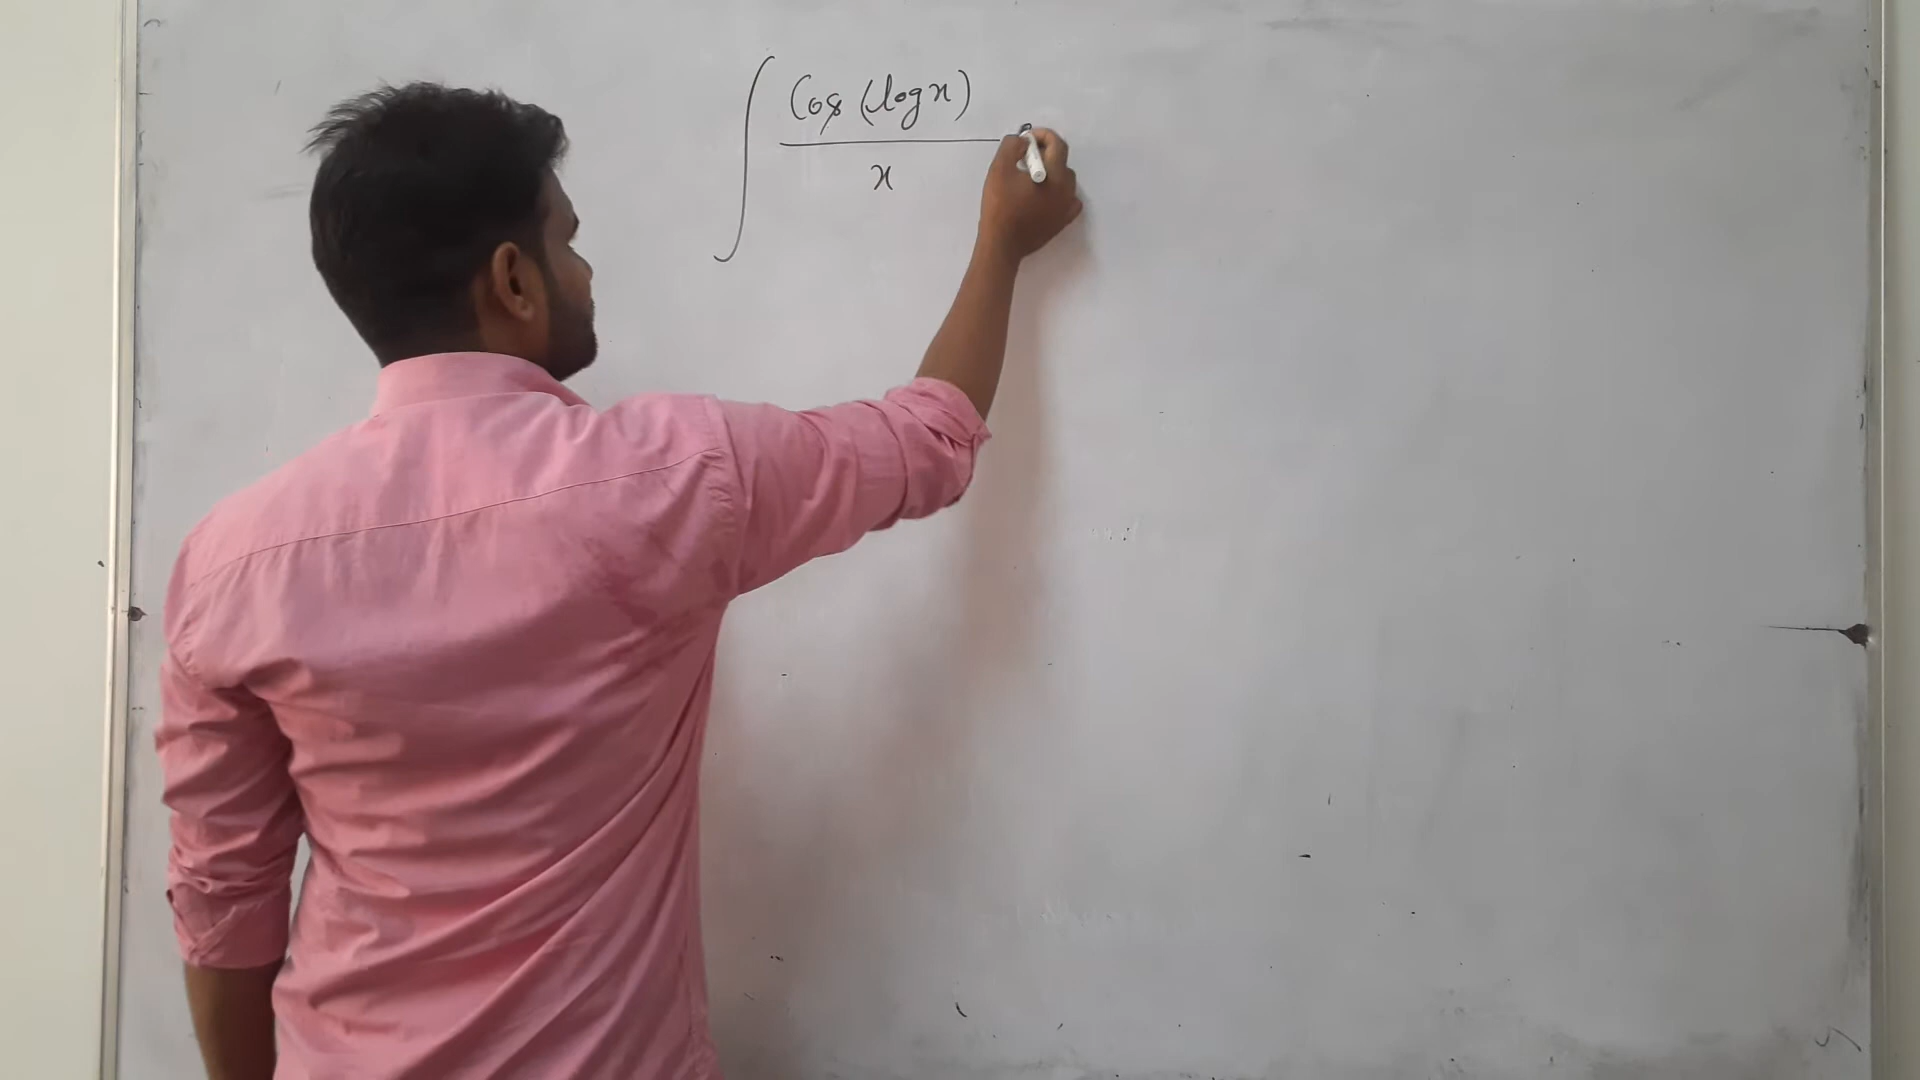 ∫ Cos (log x) / x